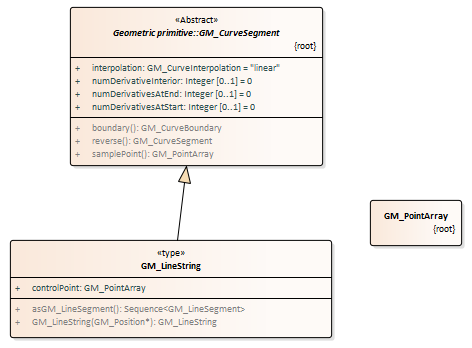 «Abstract»
Geometric primitive::GM_CurveSegment
{root}
+ interpolation: GM_CurveInterpolation = "linear"
+ numDerivativeInterior: Integer [0..1] = 0
+ numDerivativesAtEnd: Integer [0..1] = 0
+ numDerivativesAtStart: Integer [0..1] = 0
+ boundary(): GM_CurveBoundary
+ reverse(): GM_CurveSegment
+ samplePoint(): GM_PointArray
GM_PointArray
{root}
«type»
GM_LineString
+ controlPoint: GM_PointArray
+ asGM_LineSegment(): Sequence<GM_LineSegment>
+ GM_LineString(GM_Position*): GM_LineString